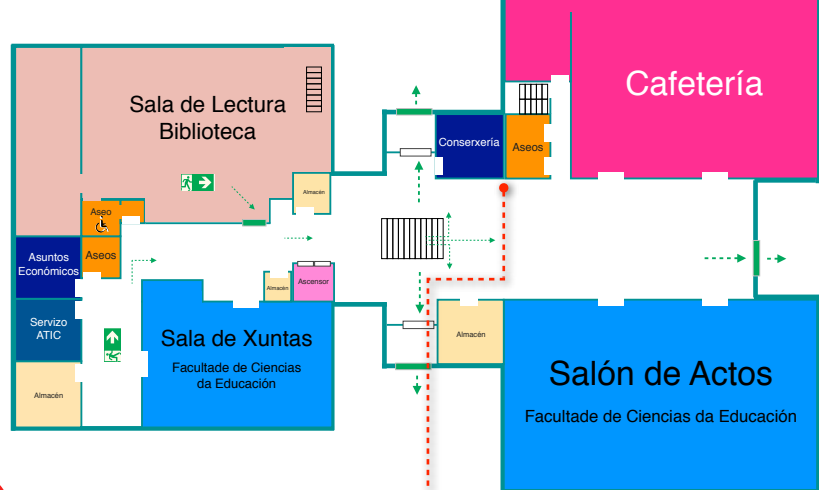 Cafetería
Sala de Lectura
Biblioteca
Conserxería
Aseos
Almacén
Aseo
Aseos
Asuntos
Económicos
Almacén
Ascensor
Servizo
ATIC
Sala de Xuntas
Facultade de Ciencias
da Educación
Almacén
Almacén
Salón de Actos
Facultade de Ciencias da Educación